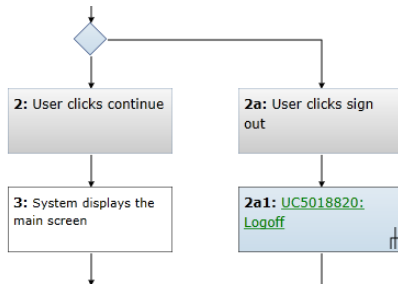 2: User clicks continue
2a: User clicks sign
out
3: System displays the
main screen
2a1: UC5018820:
Logoff